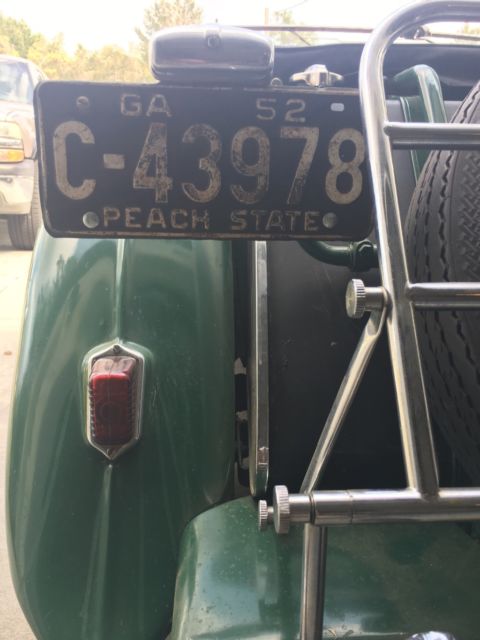 GA 52
C-43978
PEACH STATE